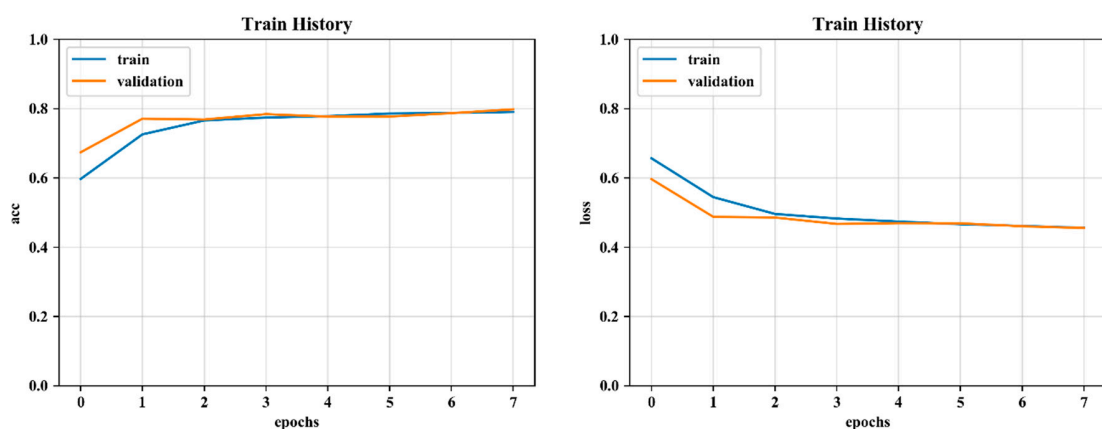 Train History
1.0
0.8
0.6
0.4
0.2
0.0
acc
train
validation
0 1 2 3 4 5 6 7
epochs
Train History
1.0
0.8
0.6
0.4
0.2
0.0
loss
train
validation
0 1 2 3 4 5 6 7
epochs